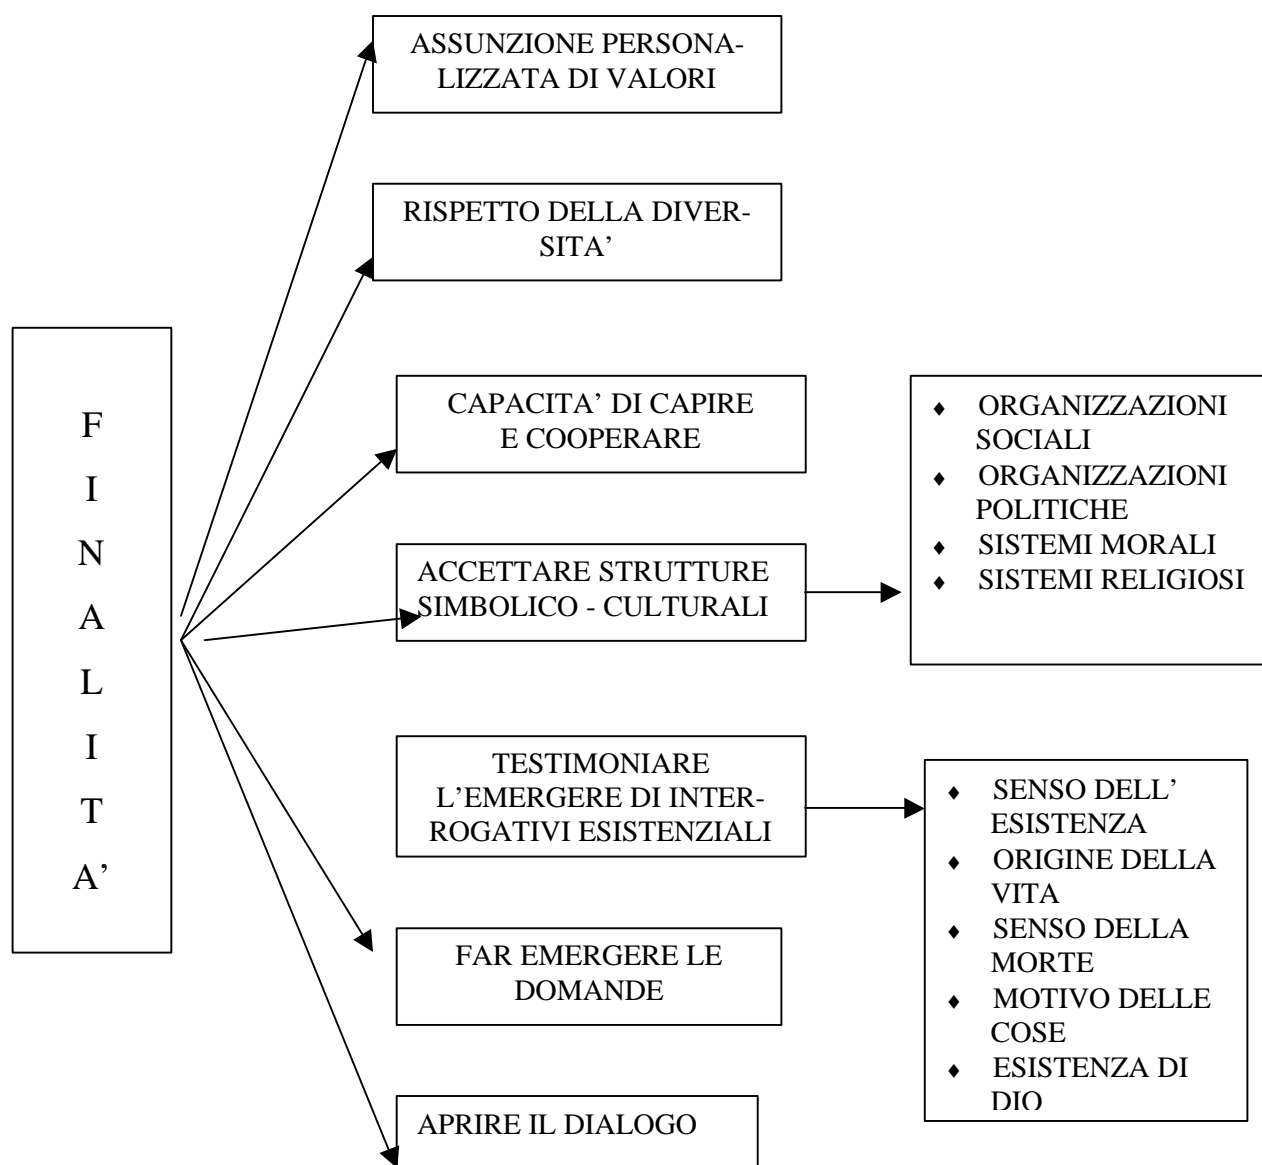 ASSUNZIONE PERSONA-
LIZZATA DI VALORI
RISPETTO DELLA DIVER-
SITA’
F
I
N
A
L
I
T
A’
CAPACITA’ DI CAPIRE
E COOPERARE
ACCETTARE STRUTTURE
SIMBOLICO - CULTURALI
♦ ORGANIZZAZIONI
SOCIALI
♦ ORGANIZZAZIONI
POLITICHE
♦ SISTEMI MORALI
♦ SISTEMI RELIGIOSI
TESTIMONIARE
L’EMERGERE DI INTER-
ROGATIVI ESISTENZIALI
♦ SENSO DELL’
ESISTENZA
♦ ORIGINE DELLA
VITA
♦ SENSO DELLA
MORTE
♦ MOTIVO DELLE
COSE
♦ ESISTENZA DI
DIO
FAR EMERGERE LE
DOMANDE
APRIRE IL DIALOGO